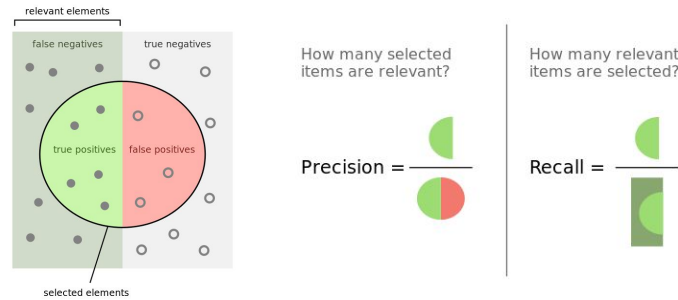 relevant elements
false negatives
true negatives
true positives
false positives
selected elements
How many selected
items are relevant?
Precision =
How many relevant
items are selected?
Recall =